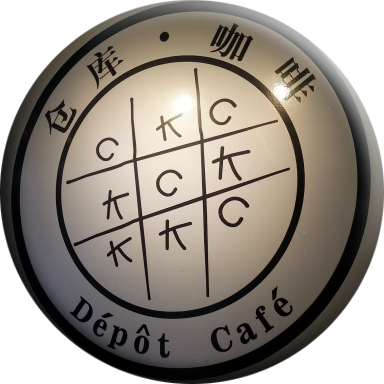 仓库·咖啡
C K C
K C K
K K C
Dépôt Café